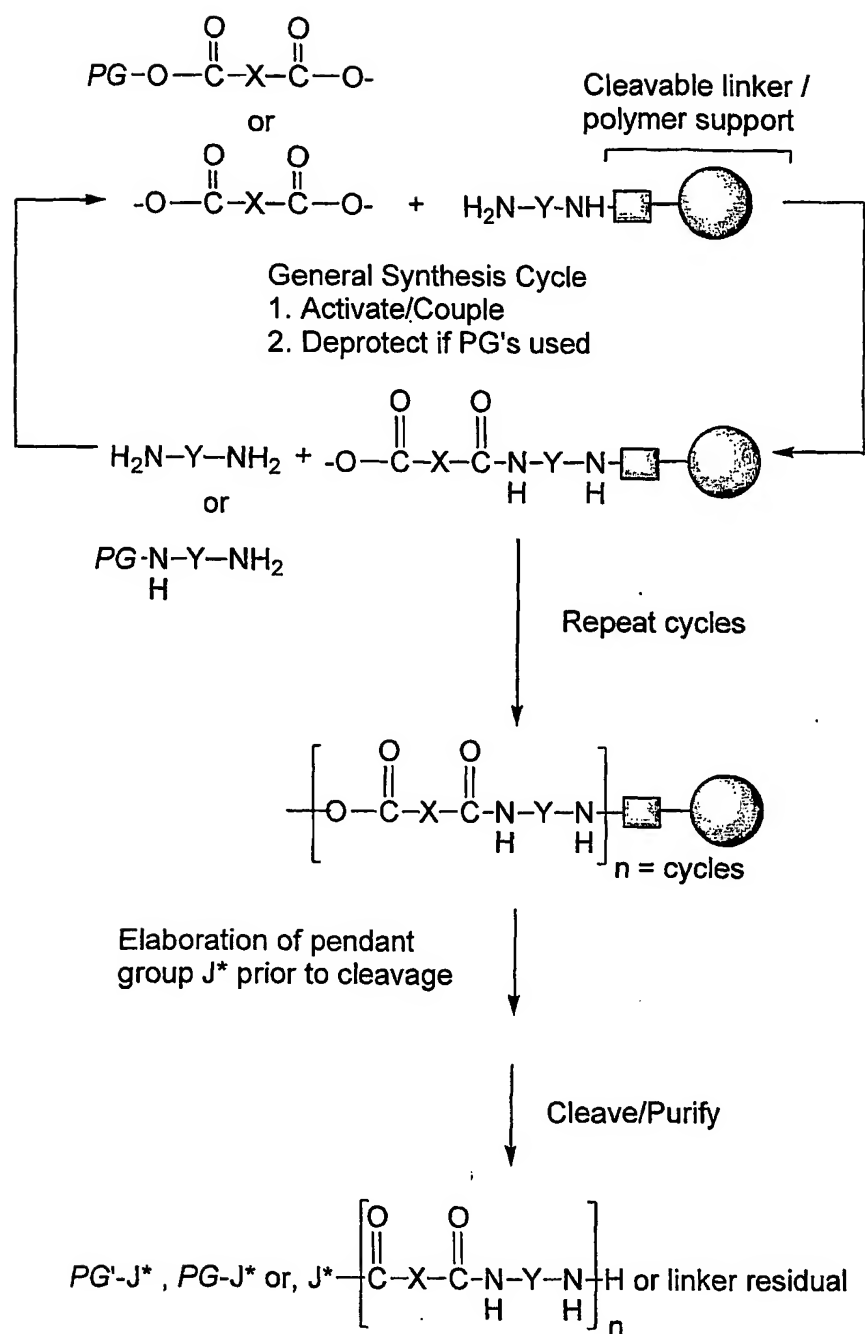 O O
PG-O-C-X-C-O-
or
Cleavable linker /
polymer support
O O
-O-C-X-C-O- + H₂N-Y-NH
General Synthesis Cycle
1. Activate/Couple
2. Deprotect if PG's used
O O
H₂N-Y-NH₂ + -O-C-X-C-N-Y-N
H H
or
PG-N-Y-NH₂
H
Repeat cycles
O O
O-C-X-C-N-Y-N
H H
n = cycles
Elaboration of pendant
group J* prior to cleavage
Cleave/Purify
O O
PG'-J* , PG-J* or, J*-C-X-C-N-Y-N-H or linker residual
H H
n